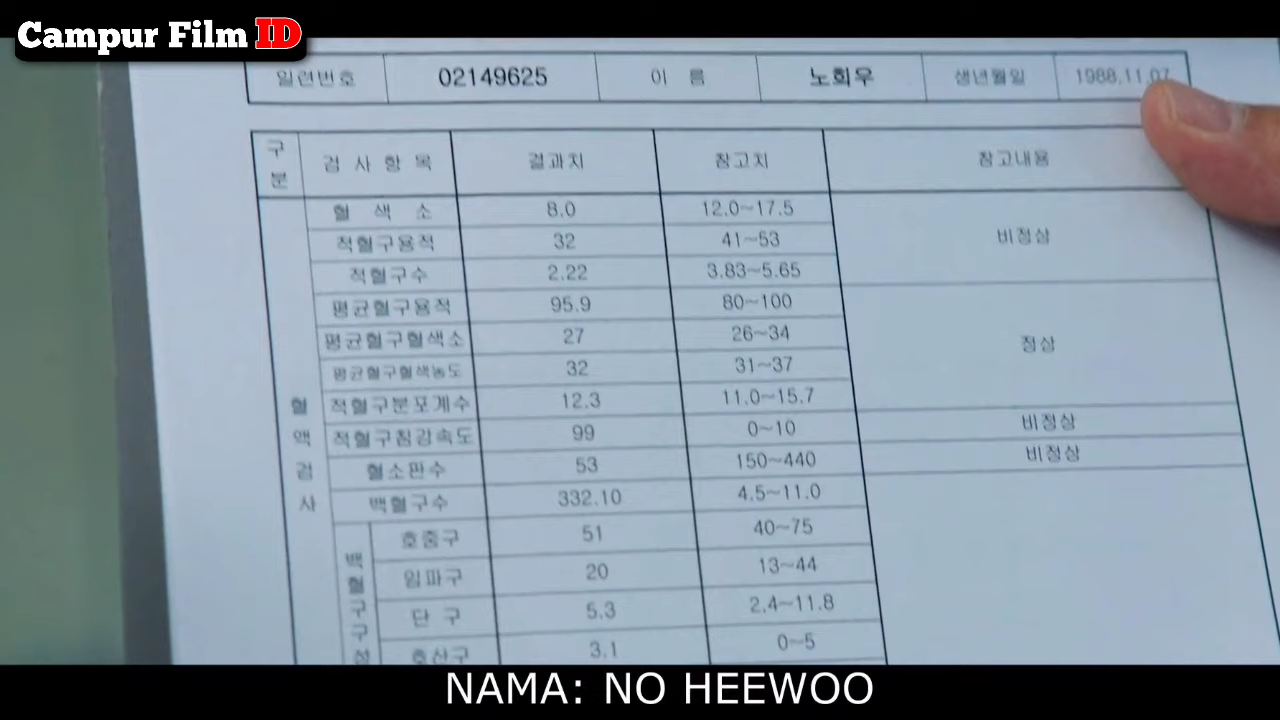 Campur Film ID
일련번호 02149625 이 름 노희우 생년월일 1988.11.07
구분 검 사 항 목 결과치 참고치 참고내용
혈액검사
혈 색 소 8.0 12.0~17.5 비정상
적혈구용적 32 41~53
적혈구수 2.22 3.83~5.65
평균혈구용적 95.9 80~100 정상
평균혈구혈색소 27 26~34
평균혈구혈색농도 32 31~37
적혈구분포계수 12.3 11.0~15.7
적혈구침강속도 99 0~10 비정상
혈소판수 53 150~440 비정상
백혈구수 332.10 4.5~11.0
백혈구구성
호중구 51 40~75
임파구 20 13~44
단 구 5.3 2.4~11.8
호산구 3.1 0~5
NAMA: NO HEEWOO